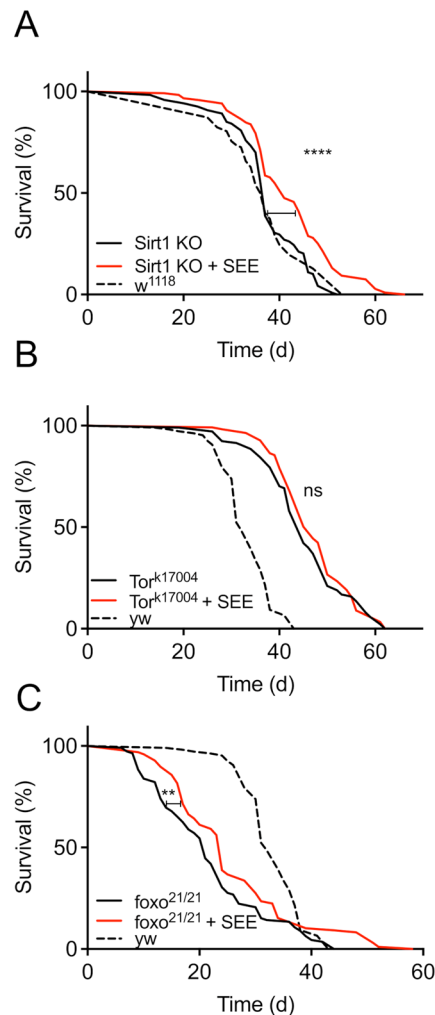 A
100
50
0
Survival (%)
****
Sirt1 KO
Sirt1 KO + SEE
w1118
0 20 40 60
Time (d)
B
100
50
0
Survival (%)
ns
Tork17004
Tork17004 + SEE
yw
0 20 40 60
Time (d)
C
100
50
0
Survival (%)
**
foxo21/21
foxo21/21 + SEE
yw
0 20 40 60
Time (d)